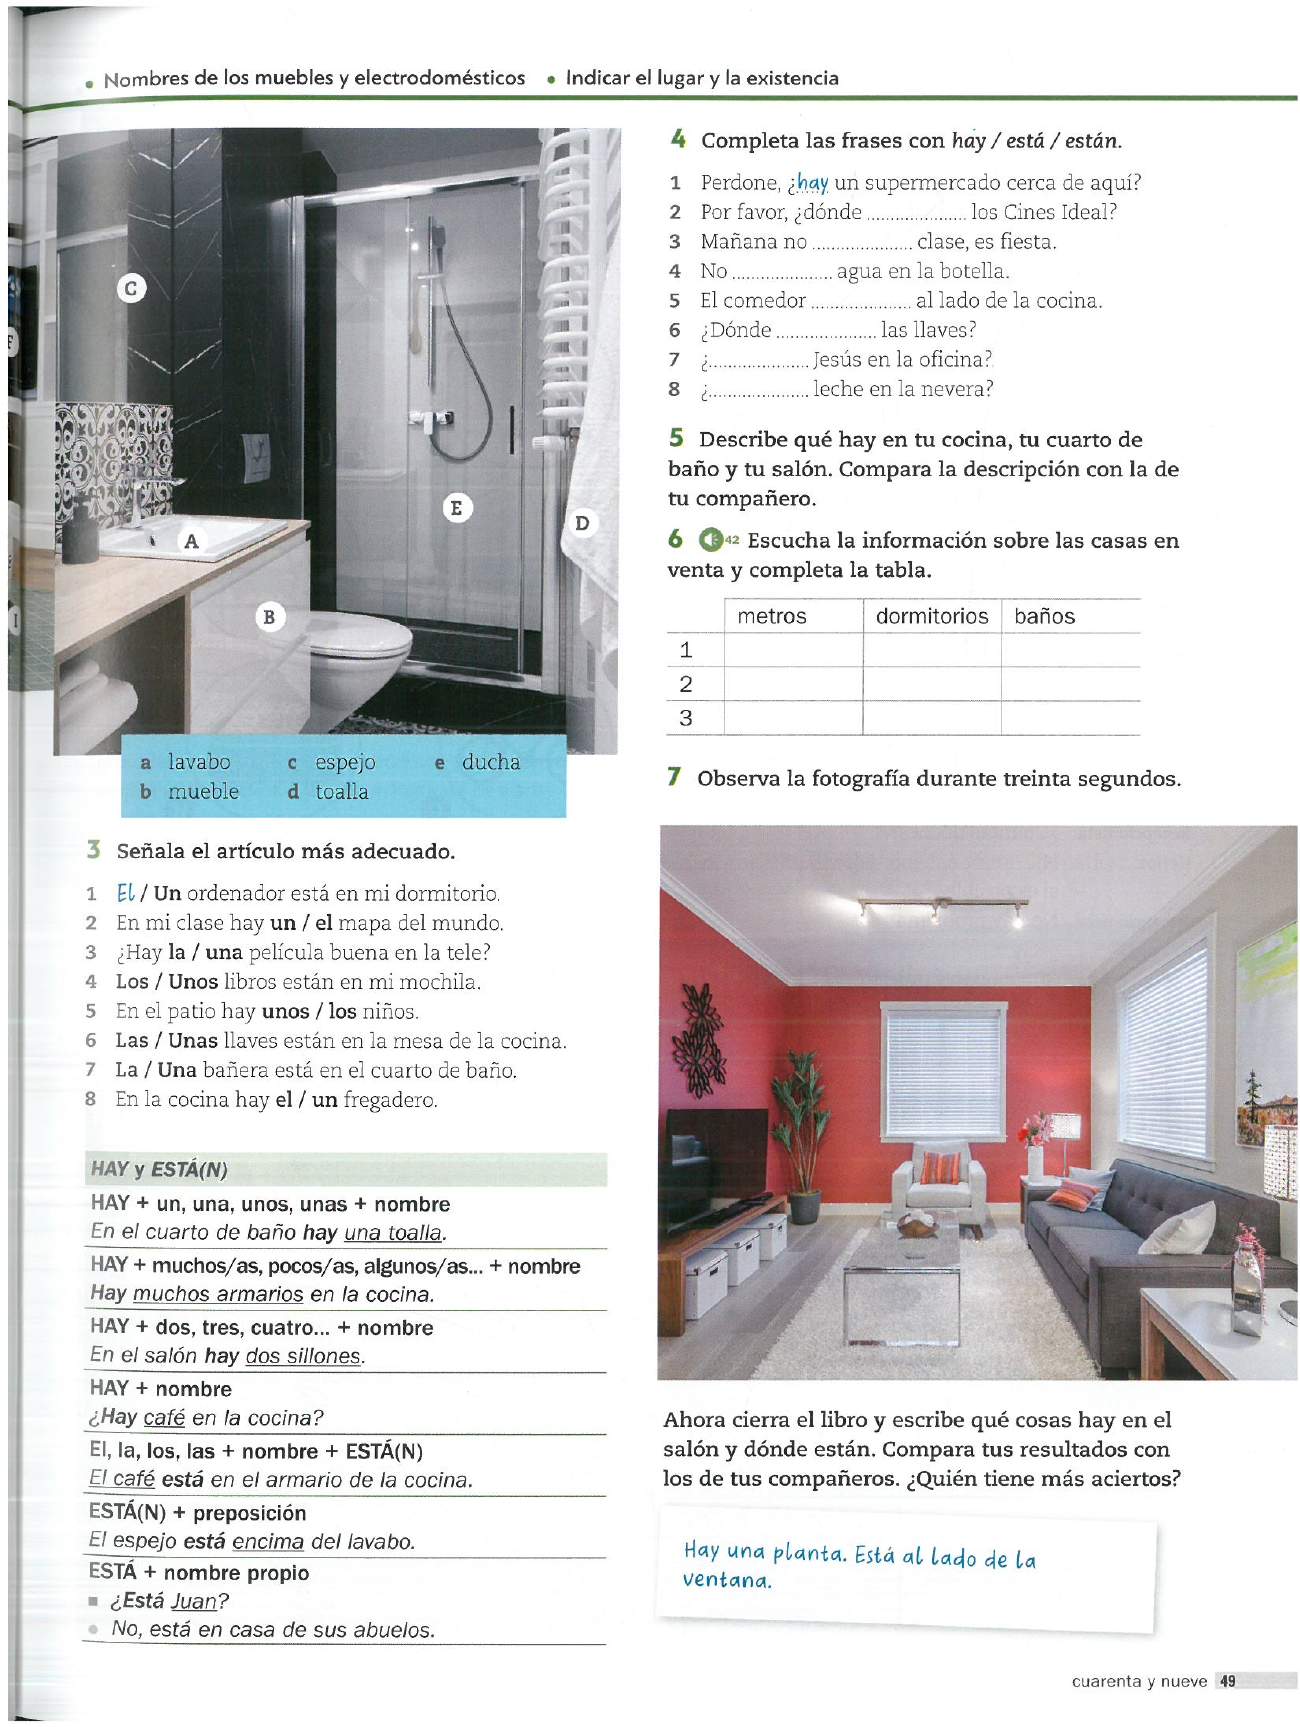 • Nombres de los muebles y electrodomésticos • Indicar el lugar y la existencia
C
E
D
A
B
a lavabo c espejo e ducha
b mueble d toalla
3 Señala el artículo más adecuado.
1 El / Un ordenador está en mi dormitorio.
2 En mi clase hay un / el mapa del mundo.
3 ¿Hay la / una película buena en la tele?
4 Los / Unos libros están en mi mochila.
5 En el patio hay unos / los niños.
6 Las / Unas llaves están en la mesa de la cocina.
7 La / Una bañera está en el cuarto de baño.
8 En la cocina hay el / un fregadero.
HAY y ESTÁ(N)
HAY + un, una, unos, unas + nombre
En el cuarto de baño hay una toalla.
HAY + muchos/as, pocos/as, algunos/as... + nombre
Hay muchos armarios en la cocina.
HAY + dos, tres, cuatro... + nombre
En el salón hay dos sillones.
HAY + nombre
¿Hay café en la cocina?
El, la, los, las + nombre + ESTÁ(N)
El café está en el armario de la cocina.
ESTÁ(N) + preposición
El espejo está encima del lavabo.
ESTÁ + nombre propio
■ ¿Está Juan?
● No, está en casa de sus abuelos.
4 Completa las frases con hay / está / están.
1 Perdone, ¿hay un supermercado cerca de aquí?
2 Por favor, ¿dónde ..................... los Cines Ideal?
3 Mañana no ..................... clase, es fiesta.
4 No ..................... agua en la botella.
5 El comedor ..................... al lado de la cocina.
6 ¿Dónde ..................... las llaves?
7 ¿..................... Jesús en la oficina?
8 ¿..................... leche en la nevera?
5 Describe qué hay en tu cocina, tu cuarto de
baño y tu salón. Compara la descripción con la de
tu compañero.
6 42 Escucha la información sobre las casas en
venta y completa la tabla.
metros dormitorios baños
1
2
3
7 Observa la fotografía durante treinta segundos.
Ahora cierra el libro y escribe qué cosas hay en el
salón y dónde están. Compara tus resultados con
los de tus compañeros. ¿Quién tiene más aciertos?
Hay una planta. Está al lado de la
ventana.
cuarenta y nueve 49